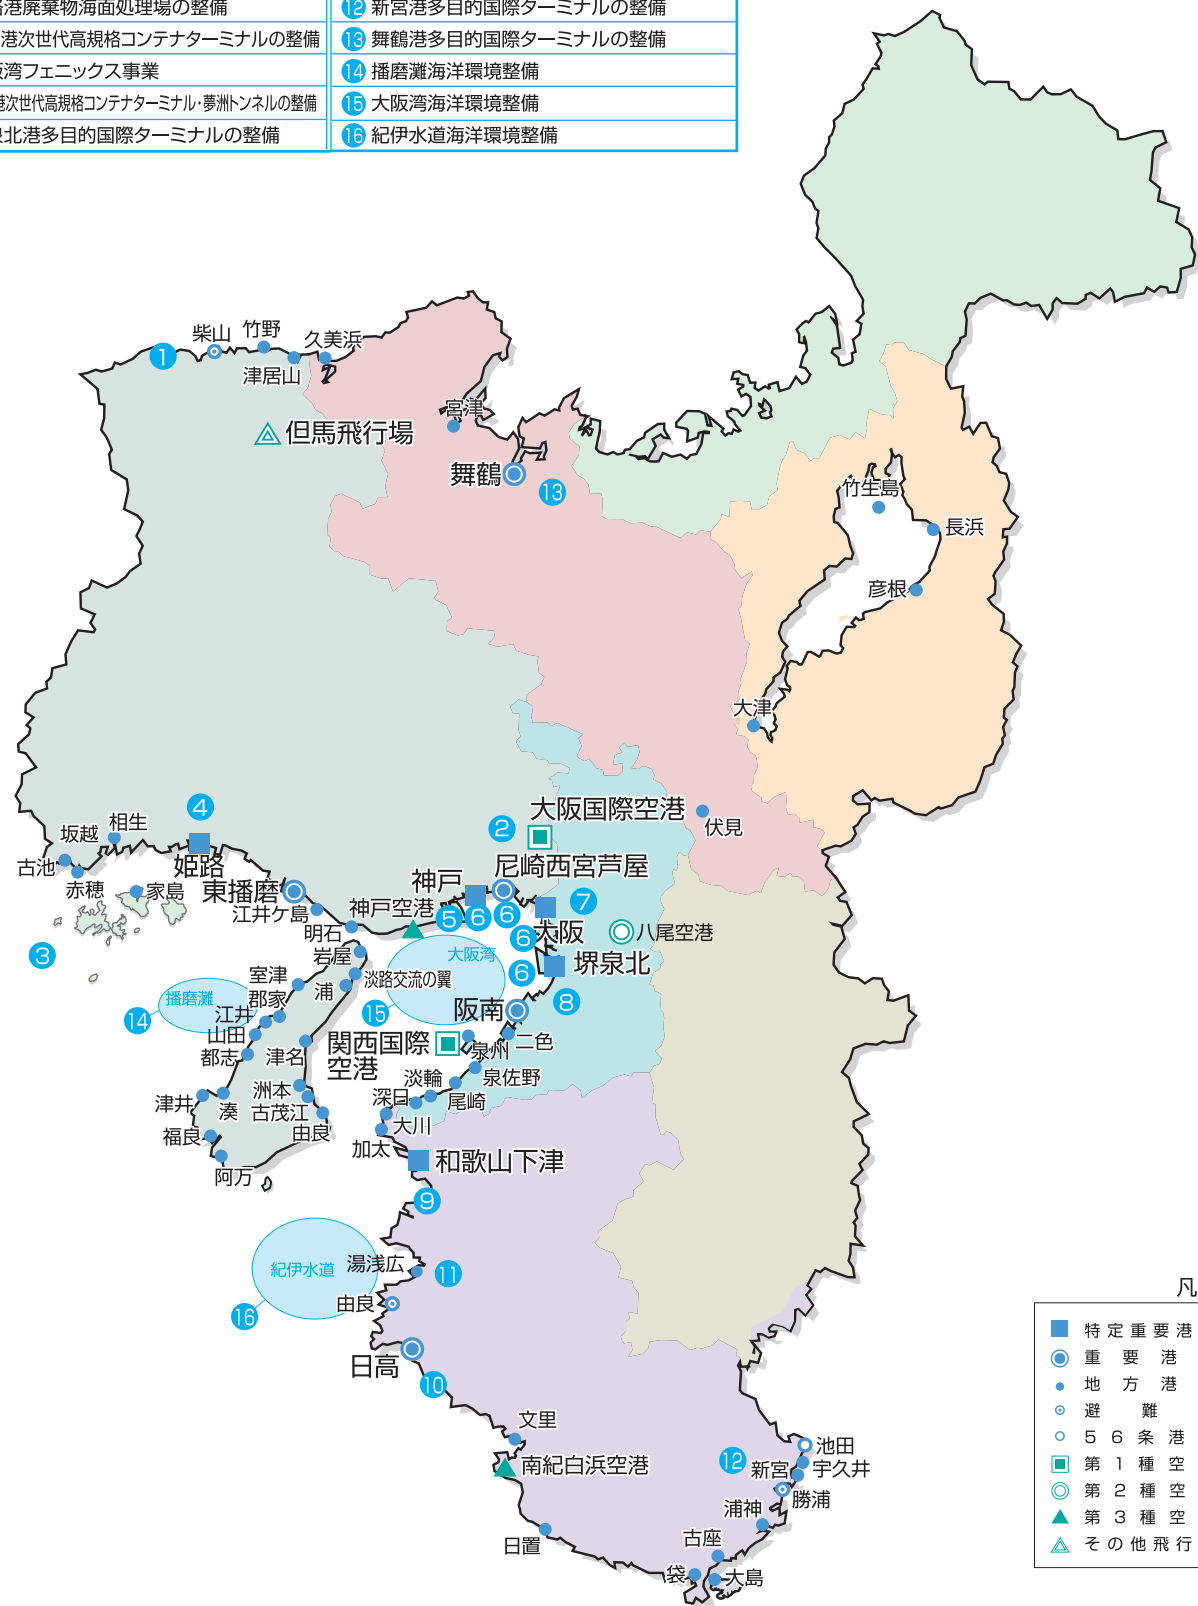 路港廃棄物海面処理場の整備
港次世代高規格コンテナターミナルの整備
湾フェニックス事業
港次世代高規格コンテナターミナル・夢洲トンネルの整備
北港多目的国際ターミナルの整備
12 新宮港多目的国際ターミナルの整備
13 舞鶴港多目的国際ターミナルの整備
14 播磨灘海洋環境整備
15 大阪湾海洋環境整備
16 紀伊水道海洋環境整備
1
柴山
竹野
久美浜
津居山
但馬飛行場
宮津
舞鶴
13
竹生島
長浜
彦根
大津
4
坂越
相生
古池
赤穂
姫路
家島
東播磨
江井ケ島
3
2
大阪国際空港
伏見
尼崎西宮芦屋
神戸
神戸空港
5
6
6
7
明石
岩屋
大阪
6
八尾空港
大阪湾
堺泉北
6
淡路交流の翼
室津
浦
播磨灘
郡家
14
江井
15
阪南
8
山田
都志
津名
関西国際
空港
泉州
二色
泉佐野
淡輪
尾崎
深日
大川
加太
津井
湊
洲本
古茂江
由良
福良
阿万
和歌山下津
9
紀伊水道
16
湯浅広
11
由良
日高
10
文里
南紀白浜空港
12
池田
宇久井
新宮
勝浦
浦神
日置
古座
袋
大島
凡
特定重要港
重要港
地方港
避難
56条港
第1種空
第2種空
第3種空
その他飛行